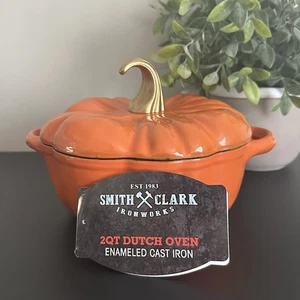 EST 1983
SMITH CLARK
IRONWORKS
2QT DUTCH OVEN
ENAMELED CAST IRON